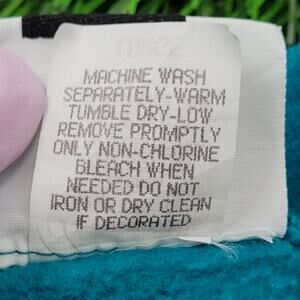 MACHINE WASH
SEPARATELY-WARM
TUMBLE DRY-LOW
REMOVE PROMPTLY
ONLY NON-CHLORINE
BLEACH WHEN
NEEDED DO NOT
IRON OR DRY CLEAN
IF DECORATED